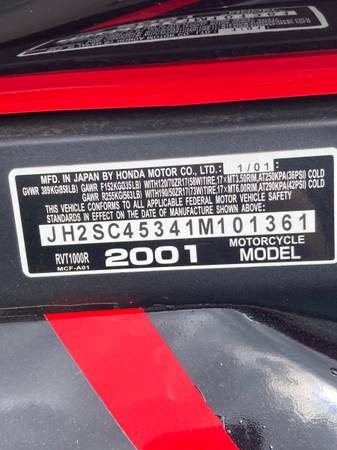 MFD. IN JAPAN BY HONDA MOTOR CO., LTD.: 1/01
GVWR 389KG(858LB) GAWR F152KG(335LB) WITH120/70ZR17(58W)TIRE,17×MT3.50RIM,AT250KPA(36PSI) COLD
GAWR R255KG(563LB) WITH190/50ZR17(73W)TIRE,17×MT6.00RIM,AT290KPA(42PSI) COLD
THIS VEHICLE CONFORMS TO ALL APPLICABLE FEDERAL MOTOR VEHICLE SAFETY
STANDARDS IN EFFECT ON THE DATE OF MANUFACTURE SHOWN ABOVE.
JH2SC45341M101361
RVT1000R 2001 MOTORCYCLE
MCF-A01 MODEL